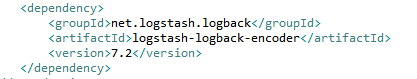 <dependency>
<groupId>net.logstash.logback</groupId>
<artifactId>logstash-logback-encoder</artifactId>
<version>7.2</version>
</dependency>